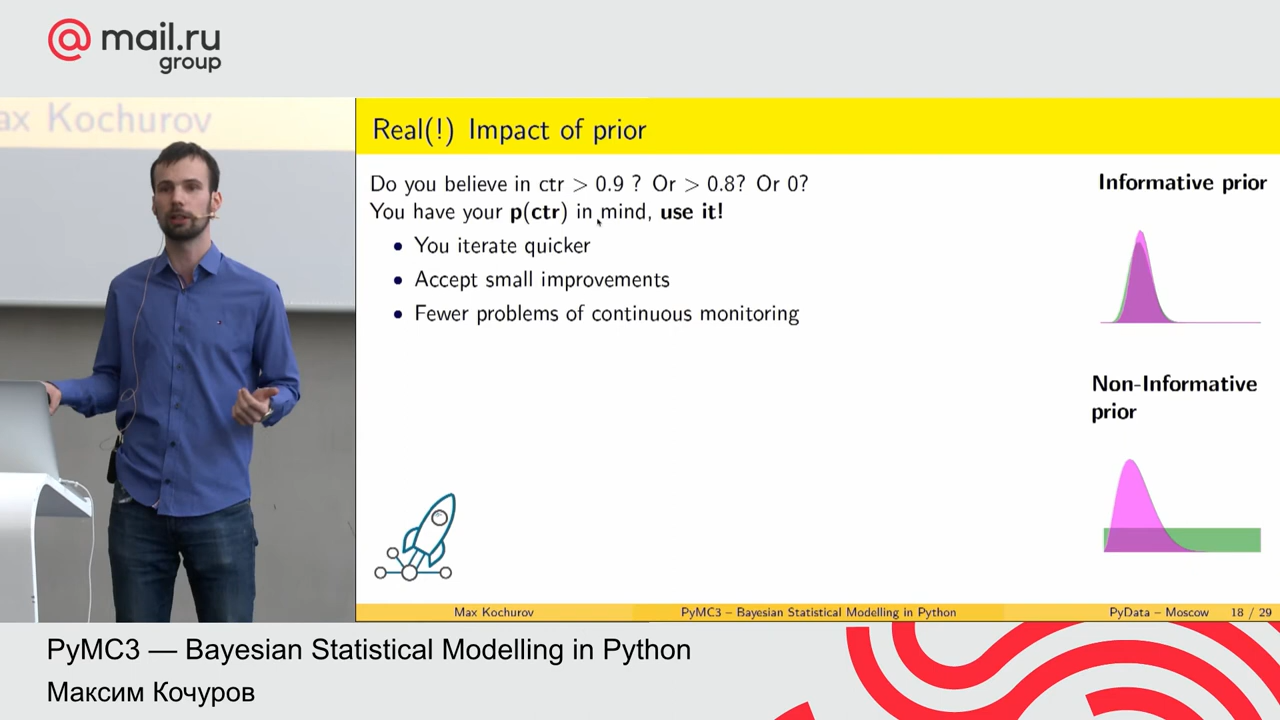 @mail.ru
group
ax Kochurov
Real(!) Impact of prior
Do you believe in ctr > 0.9 ? Or > 0.8? Or 0?
You have your p(ctr) in mind, use it!
• You iterate quicker
• Accept small improvements
• Fewer problems of continuous monitoring
Informative prior
Non-Informative
prior
Max Kochurov PyMC3 – Bayesian Statistical Modelling in Python PyData – Moscow 18 / 29
PyMC3 — Bayesian Statistical Modelling in Python
Максим Кочуров